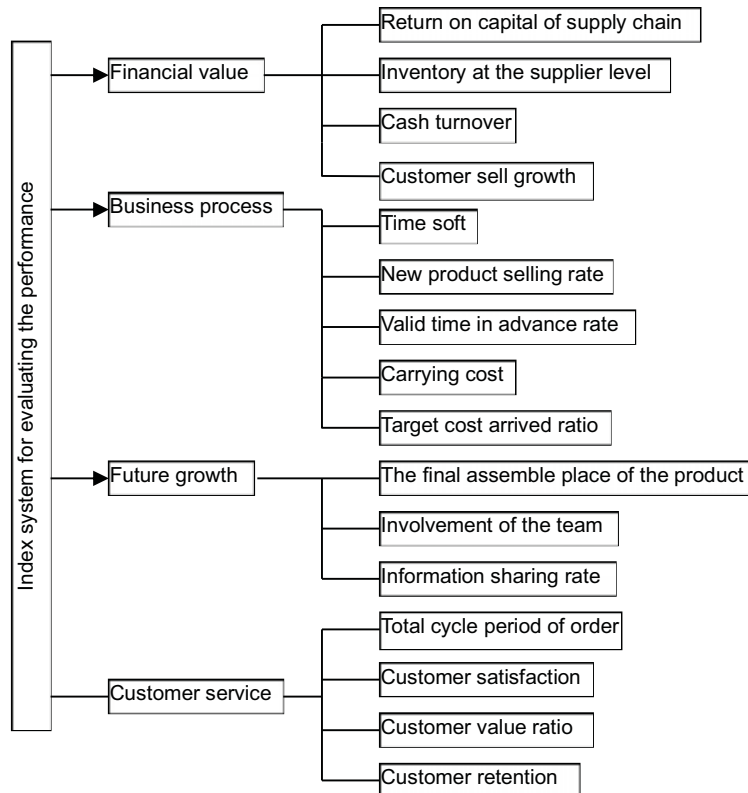 Index system for evaluating the performance
Financial value
Return on capital of supply chain
Inventory at the supplier level
Cash turnover
Customer sell growth
Business process
Time soft
New product selling rate
Valid time in advance rate
Carrying cost
Target cost arrived ratio
Future growth
The final assemble place of the product
Involvement of the team
Information sharing rate
Customer service
Total cycle period of order
Customer satisfaction
Customer value ratio
Customer retention